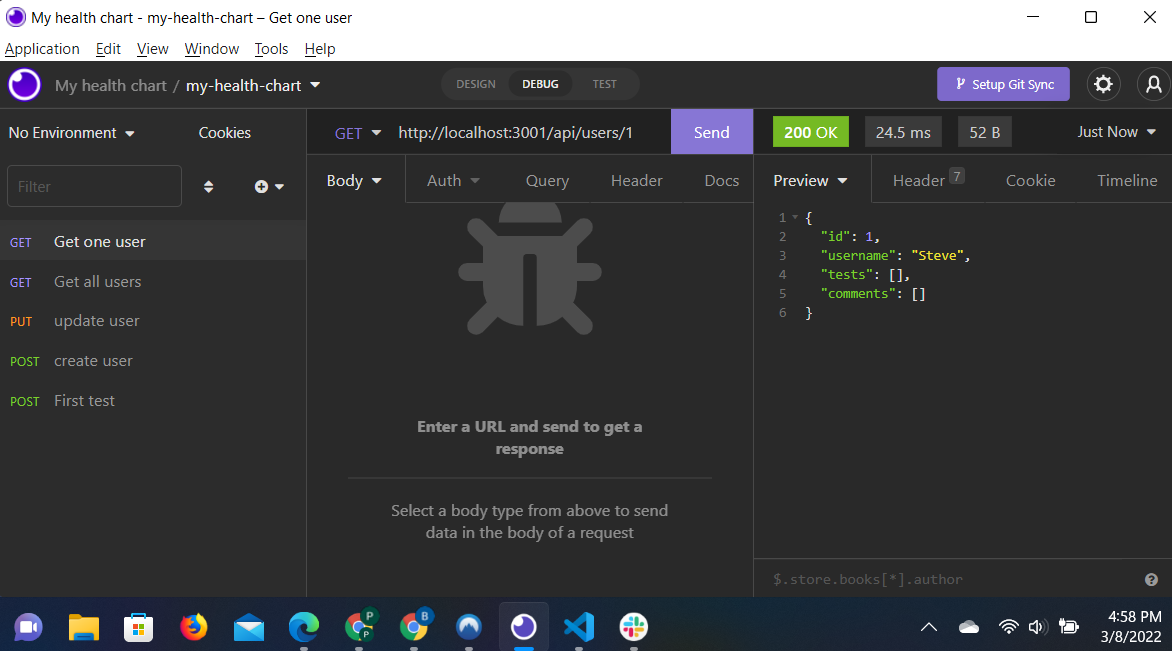 My health chart - my-health-chart – Get one user
Application Edit View Window Tools Help
My health chart / my-health-chart
DESIGN DEBUG TEST
Setup Git Sync
No Environment
Cookies
GET http://localhost:3001/api/users/1 Send
200 OK 24.5 ms 52 B Just Now
Filter
Body Auth Query Header Docs
Preview Header 7 Cookie Timeline
GET Get one user
GET Get all users
PUT update user
POST create user
POST First test
Enter a URL and send to get a
response
Select a body type from above to send
data in the body of a request
1 {
2 "id": 1,
3 "username": "Steve",
4 "tests": [],
5 "comments": []
6 }
$.store.books[*].author
?
P
P
B
4:58 PM
3/8/2022